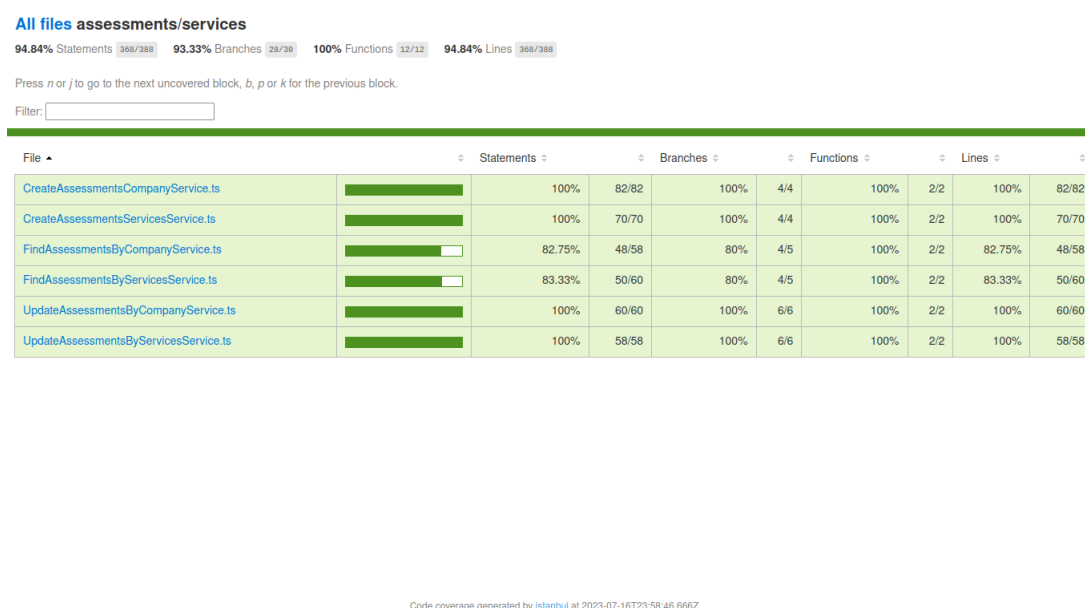 All files assessments/services
94.84% Statements 368/388 93.33% Branches 28/30 100% Functions 12/12 94.84% Lines 368/388
Press n or j to go to the next uncovered block, b, p or k for the previous block.
Filter:
File Statements Branches Functions Lines
CreateAssessmentsCompanyService.ts 100% 82/82 100% 4/4 100% 2/2 100% 82/82
CreateAssessmentsServicesService.ts 100% 70/70 100% 4/4 100% 2/2 100% 70/70
FindAssessmentsByCompanyService.ts 82.75% 48/58 80% 4/5 100% 2/2 82.75% 48/58
FindAssessmentsByServicesService.ts 83.33% 50/60 80% 4/5 100% 2/2 83.33% 50/60
UpdateAssessmentsByCompanyService.ts 100% 60/60 100% 6/6 100% 2/2 100% 60/60
UpdateAssessmentsByServicesService.ts 100% 58/58 100% 6/6 100% 2/2 100% 58/58
Code coverage generated by istanbul at 2023-07-16T23:58:46.666Z